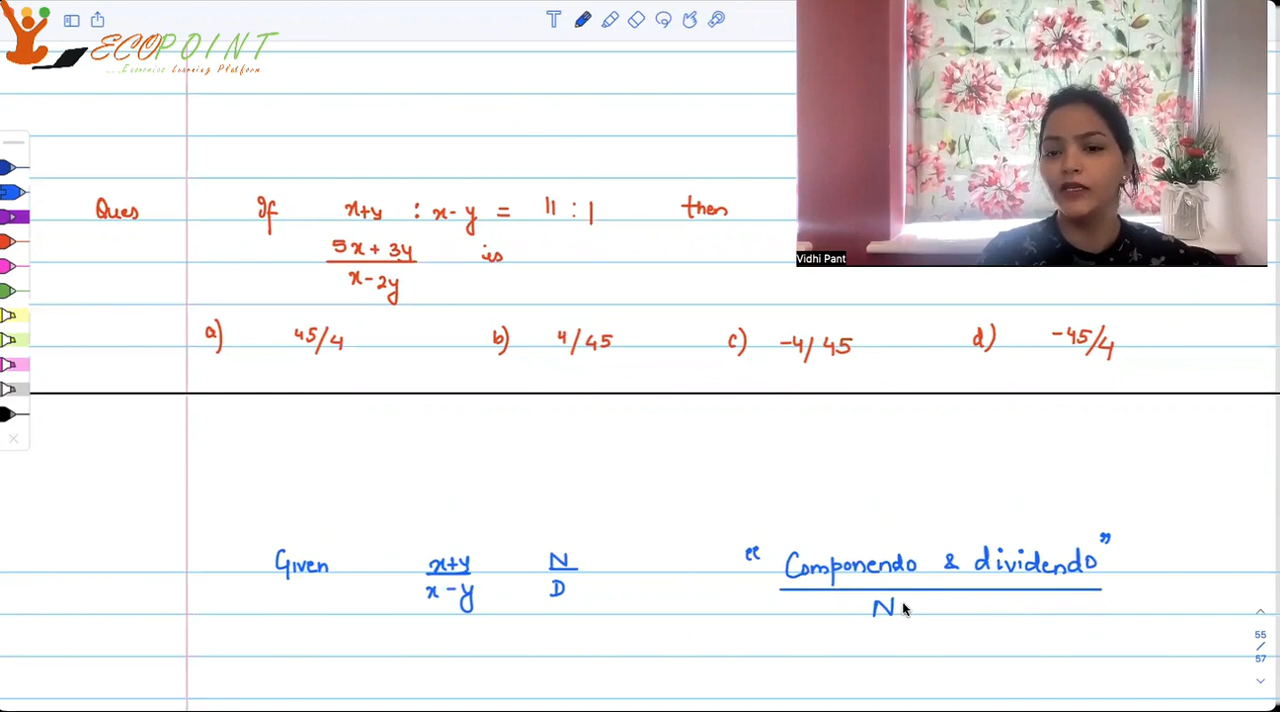 ECOPOINT
...Economics Learning Platform
T
Ques If x+y : x-y = 11 : 1 then
5x + 3y
x-2y
is
a) 45/4 b) 4/45 c) -4/45 d) -45/4
Vidhi Pant
Given x+y N " Componendo & dividendo"
x-y D
N
55
/
57